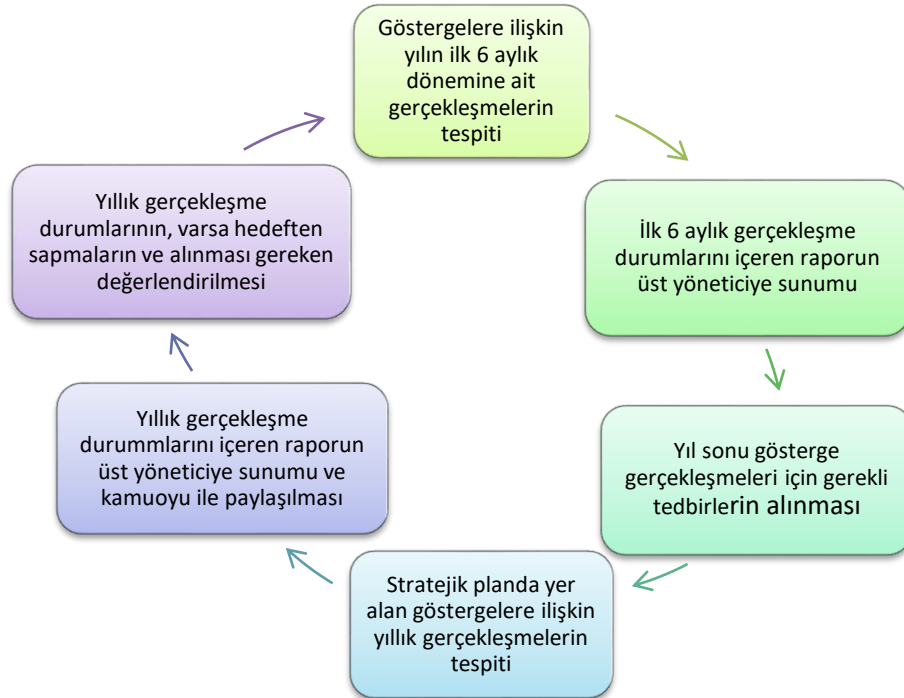 Göstergelere ilişkin
yılın ilk 6 aylık
dönemine ait
gerçekleşmelerin
tespiti
İlk 6 aylık gerçekleşme
durumlarını içeren raporun
üst yöneticiye sunumu
Yıl sonu gösterge
gerçekleşmeleri için gerekli
tedbirlerin alınması
Stratejik planda yer
alan göstergelere ilişkin
yıllık gerçekleşmelerin
tespiti
Yıllık gerçekleşme
durummlarını içeren raporun
üst yöneticiye sunumu ve
kamuoyu ile paylaşılması
Yıllık gerçekleşme
durumlarının, varsa hedeften
sapmaların ve alınması gereken
değerlendirilmesi